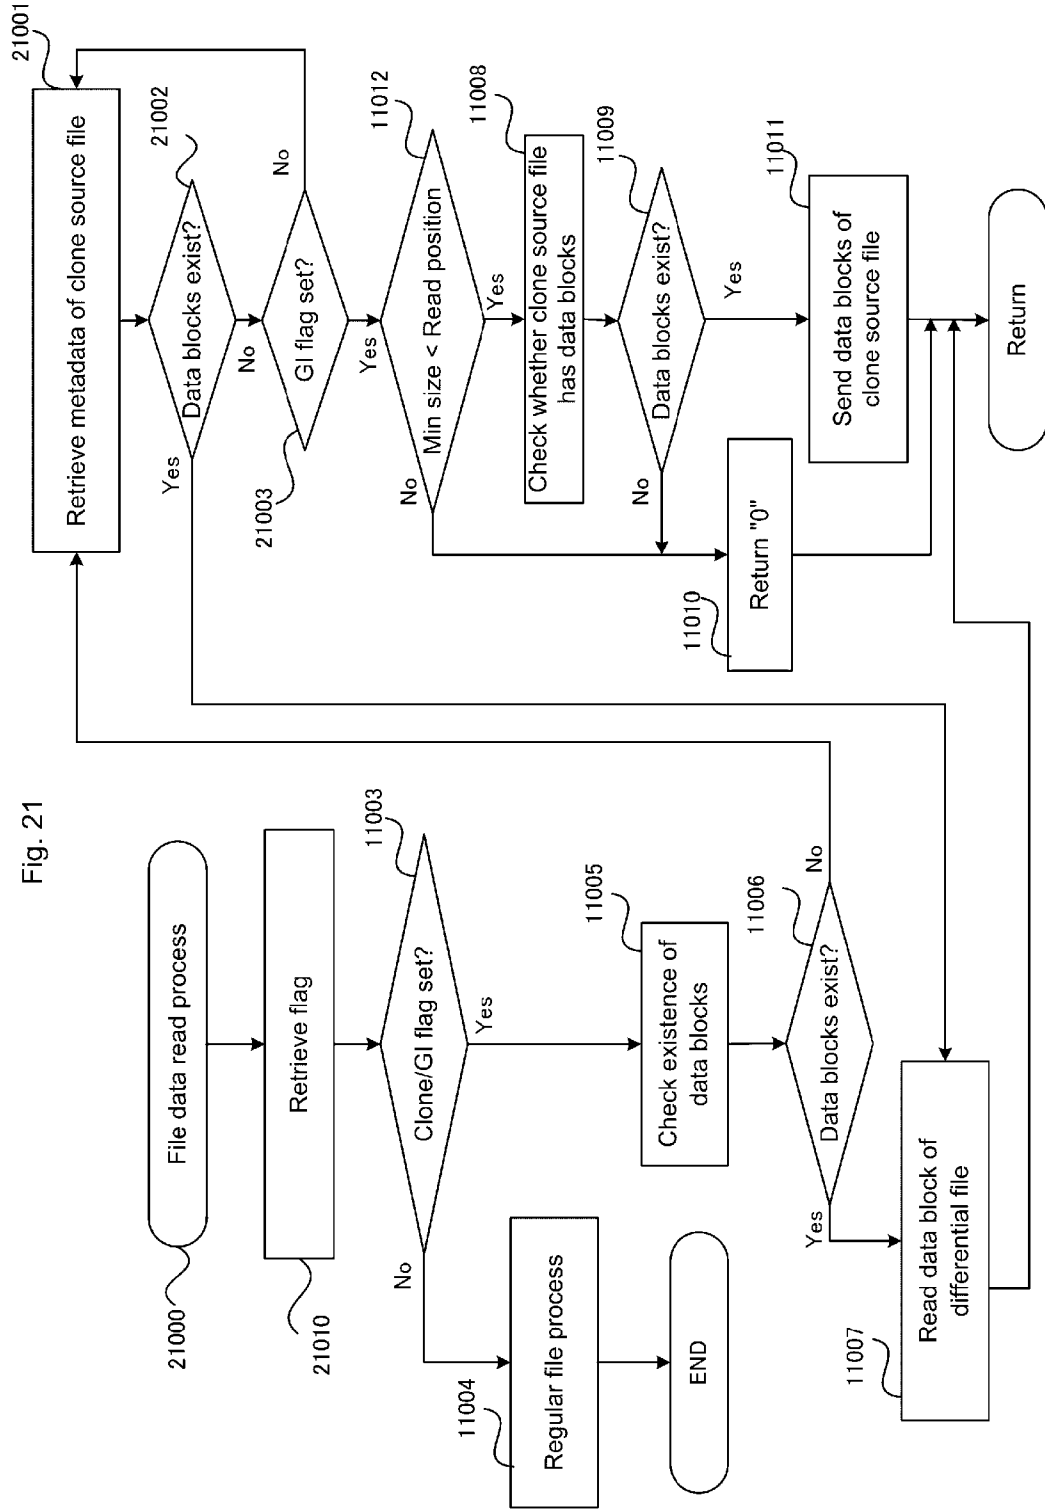 Fig. 21
21000
File data read process
21010
Retrieve flag
11003
Clone/GI flag set?
No
Yes
11004
Regular file process
END
11005
Check existence of
data blocks
11006
Data blocks exist?
Yes
No
11007
Read data block of
differential file
21001
Retrieve metadata of clone source file
21002
Data blocks exist?
Yes
No
21003
GI flag set?
No
Yes
11012
Min size < Read position
No
Yes
11008
Check whether clone source file
has data blocks
11009
Data blocks exist?
No
Yes
11010
Return "0"
11011
Send data blocks of
clone source file
Return